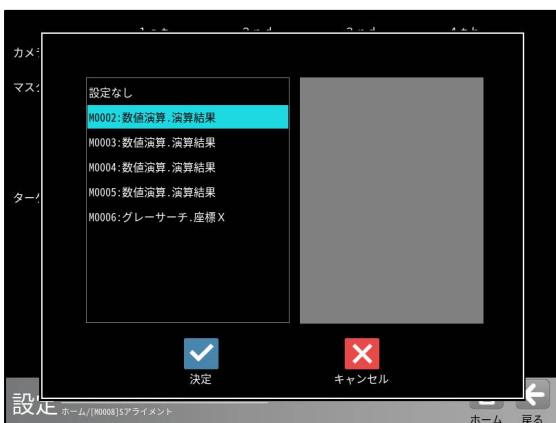 カメ
マス
ター
設定なし
M0002:数値演算.演算結果
M0003:数値演算.演算結果
M0004:数値演算.演算結果
M0005:数値演算.演算結果
M0006:グレーサーチ.座標X
決定
キャンセル
設定 ホーム/[M0008]Sアライメント
ホーム 戻る